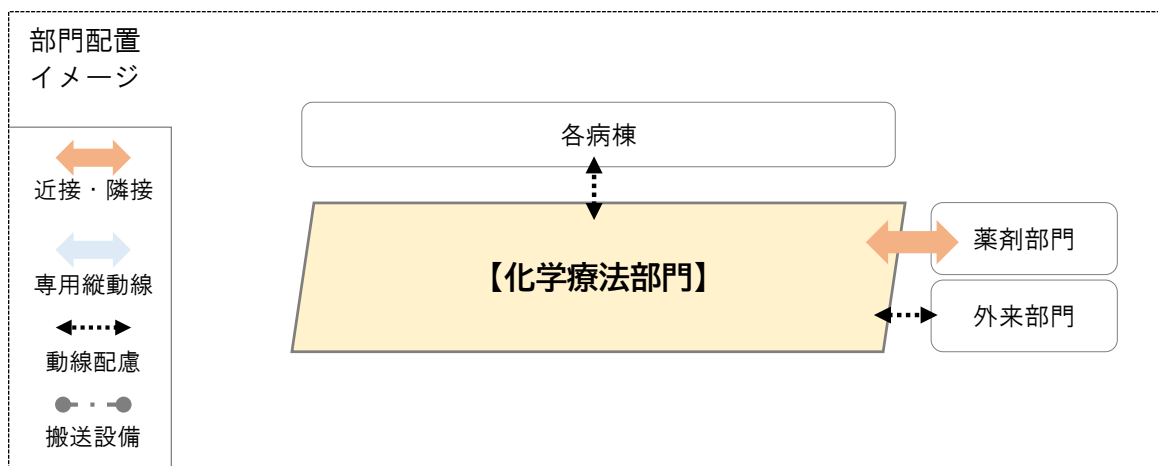 部門配置
イメージ
近接・隣接
専用縦動線
動線配慮
搬送設備
各病棟
【化学療法部門】
薬剤部門
外来部門